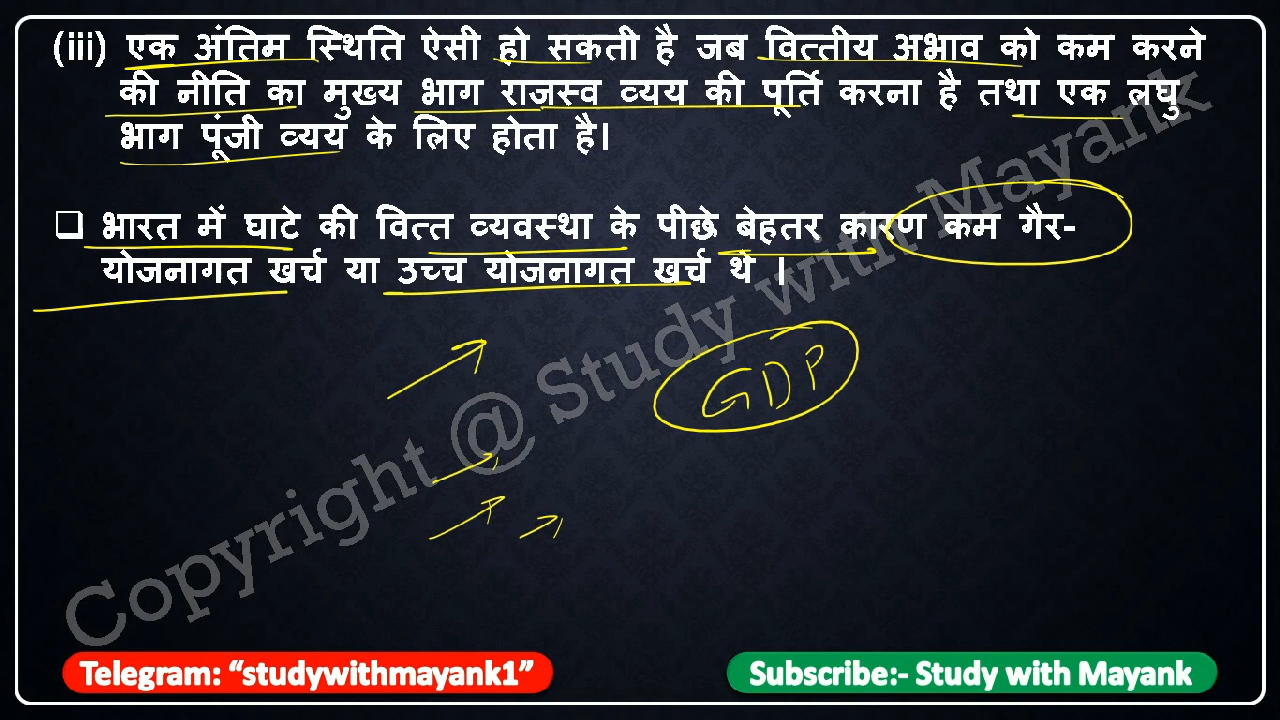 (iii) एक अंतिम स्थिति ऐसी हो सकती है जब वित्तीय अभाव को कम करने
की नीति का मुख्य भाग राजस्व व्यय की पूर्ति करना है तथा एक लघु
भाग पूंजी व्यय के लिए होता है।
❑ भारत में घाटे की वित्त व्यवस्था के पीछे बेहतर कारण कम गैर-
योजनागत खर्च या उच्च योजनागत खर्च थे ।
GDP
Copyright @ Study with Mayank
Telegram: “studywithmayank1”
Subscribe:- Study with Mayank